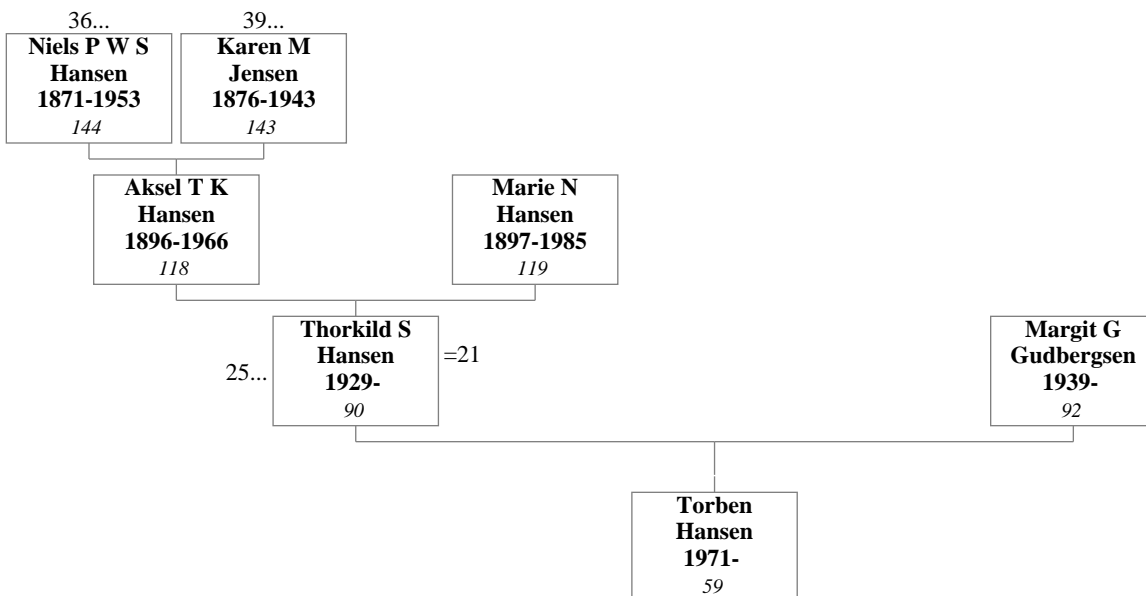 36...
39...
Niels P W S
Hansen
1871-1953
144
Karen M
Jensen
1876-1943
143
Aksel T K
Hansen
1896-1966
118
Marie N
Hansen
1897-1985
119
25...
Thorkild S
Hansen
1929-
90
=21
Margit G
Gudbergsen
1939-
92
Torben
Hansen
1971-
59